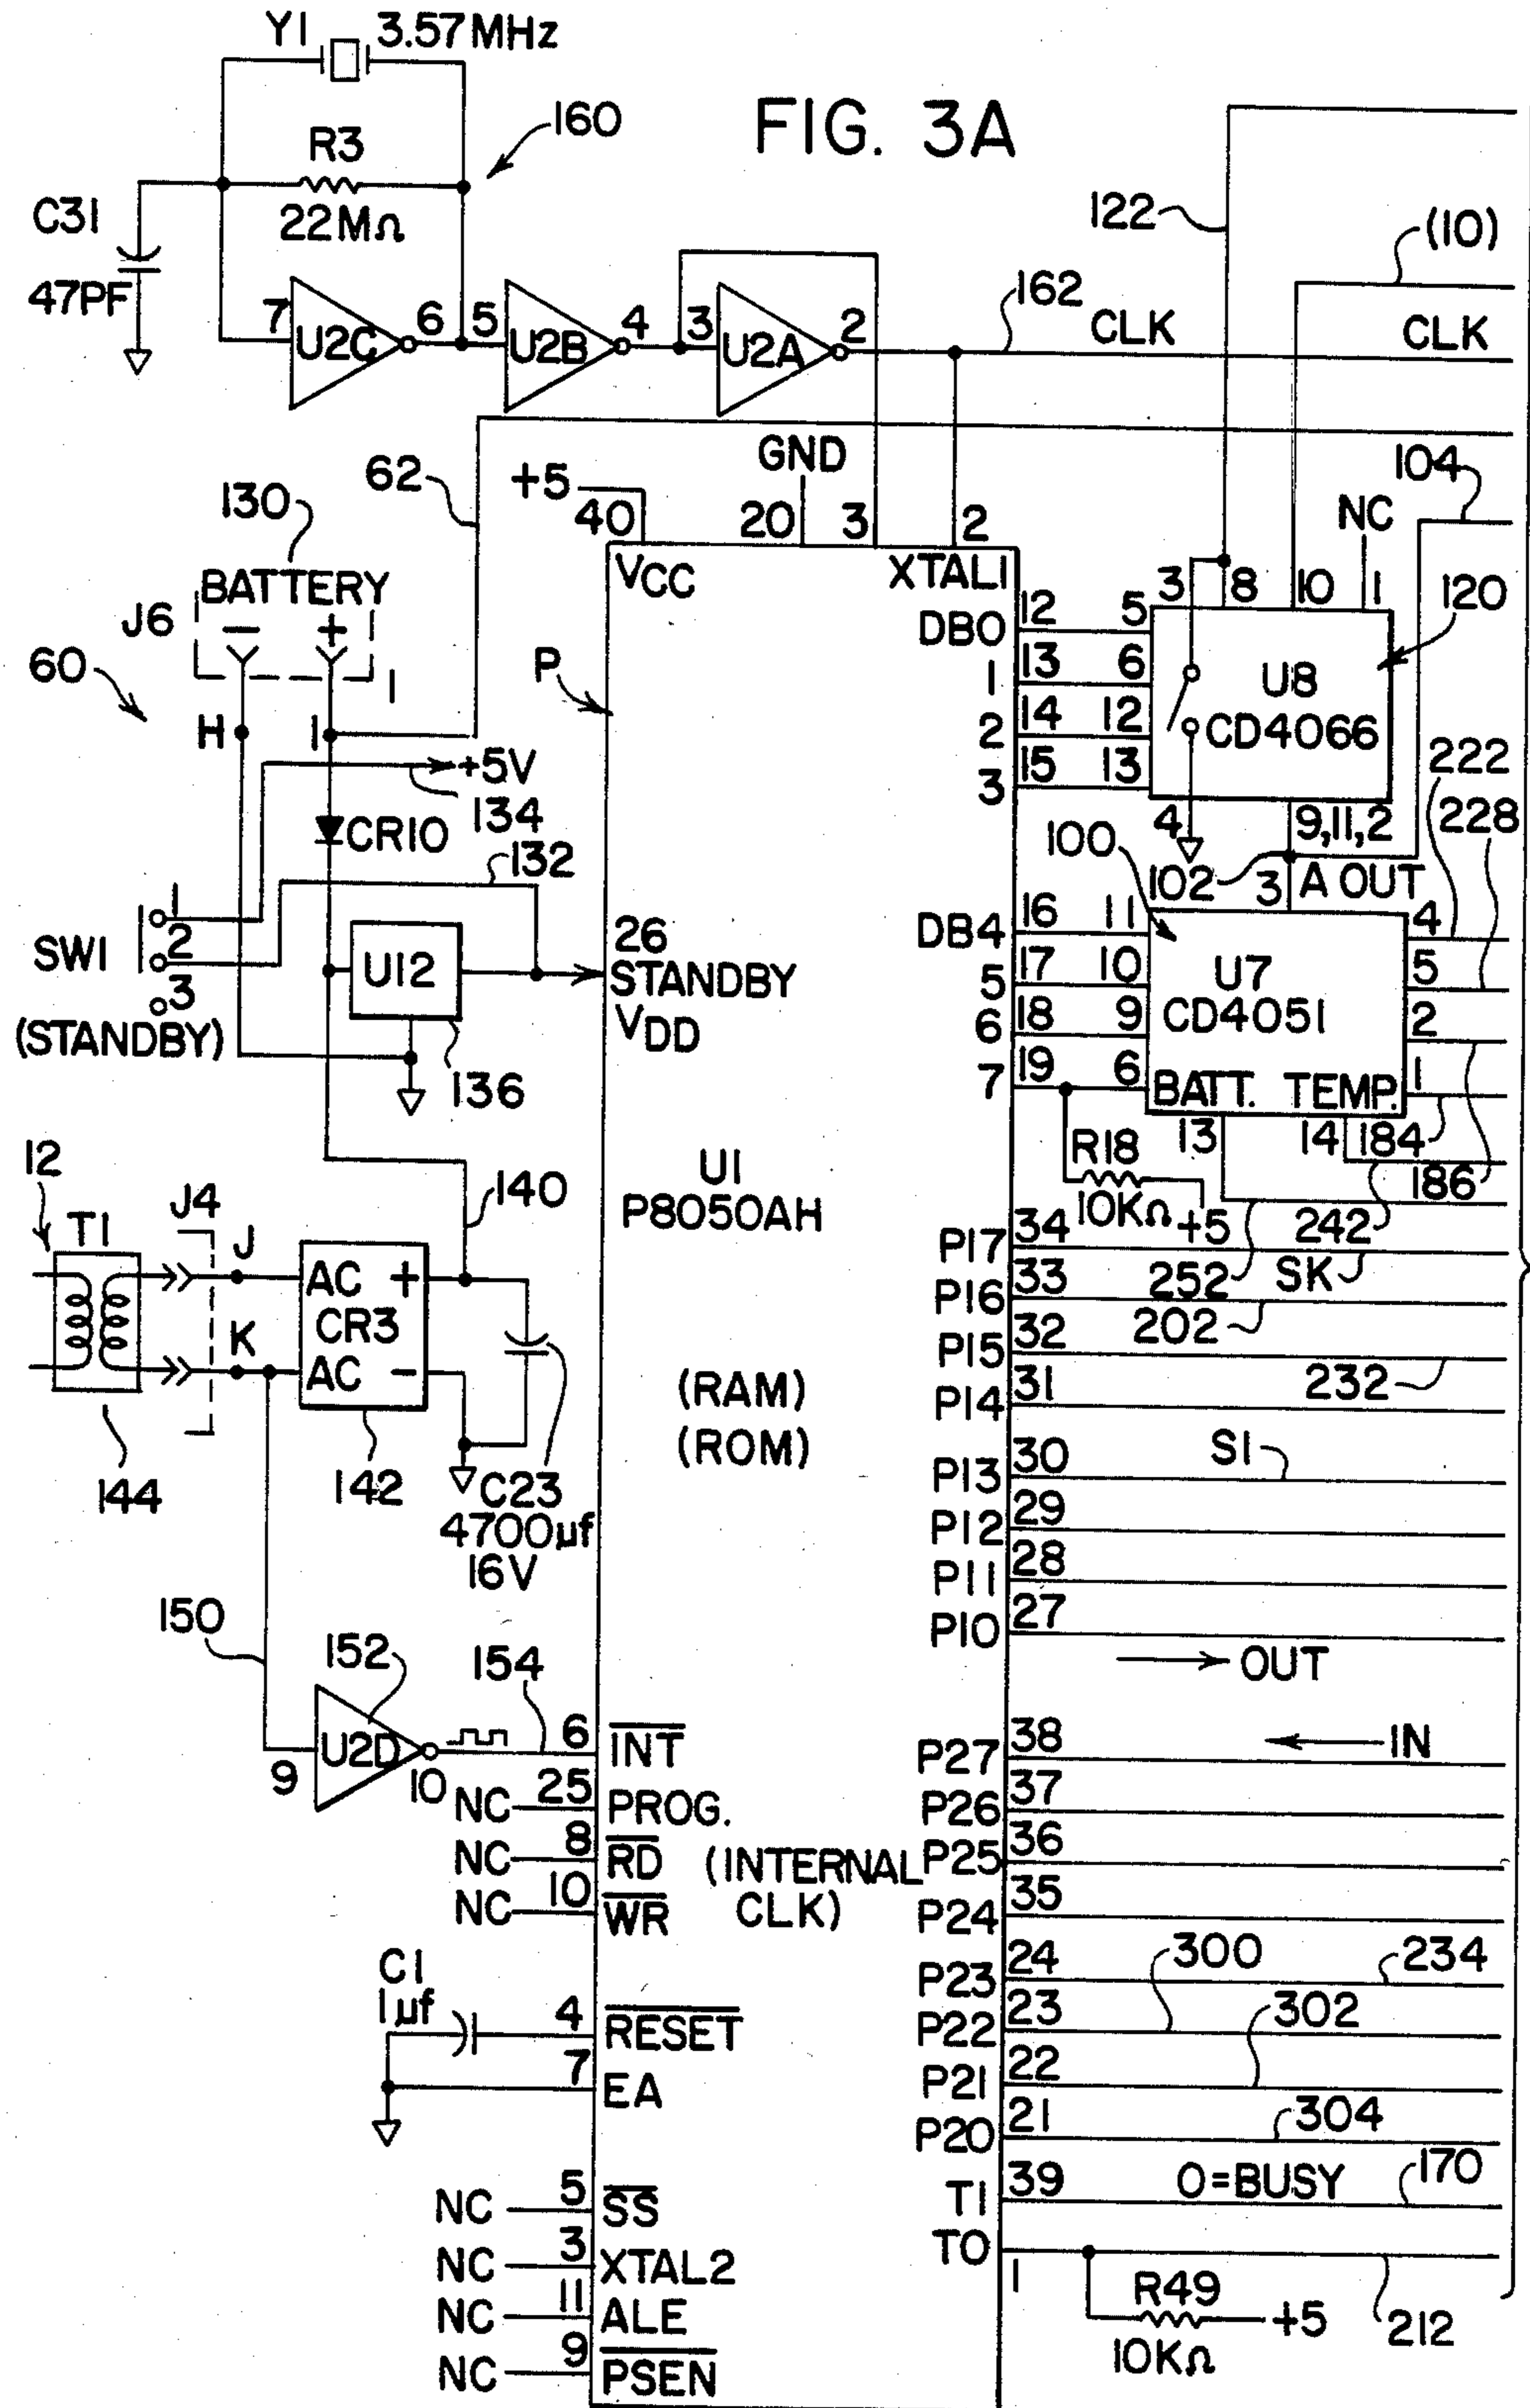 Y1 3.57MHz
FIG. 3A
160
R3
22MΩ
C31
47PF
122
(10)
7 U2C 6 5 U2B 4 3 U2A 2
162 CLK CLK
GND
62
+5
40 20 3 2
NC
104
130
BATTERY
J6 - +
VCC XTAL1
3 8 10 1
120
60
H 1 1
P
DB0 12 5
1 13 6
2 14 12
3 15 13
U8
CD4066
4 9,11,2
+5V
134
CR10
132
100
102 3 A OUT
222
228
SW1
1
2
3
(STANDBY)
U12
136
26
STANDBY
VDD
DB4 16 11
5 17 10
6 18 9
7 19 6
U7
CD4051
BATT. TEMP.
4
5
2
1
13 14 184
186
R18
10KΩ +5
242
252
12
T1
J4
J
K
AC +
CR3
AC -
140
144
142
C23
4700µf
16V
U1
P8050AH
(RAM)
(ROM)
P17 34 SK
P16 33 202
P15 32 232
P14 31
P13 30 S1
P12 29
P11 28
P10 27
OUT
150
152
154
9 U2D 10
6 INT
NC 25 PROG.
NC 8 RD
NC 10 WR
(INTERNAL
CLK)
P27 38 IN
P26 37
P25 36
P24 35
P23 24 234
P22 23 300
P21 22 302
P20 21 304
T1 39 0=BUSY 170
T0 1
R49
10KΩ +5
212
C1
1µf
4 RESET
7 EA
NC 5 SS
NC 3 XTAL2
NC 11 ALE
NC 9 PSEN